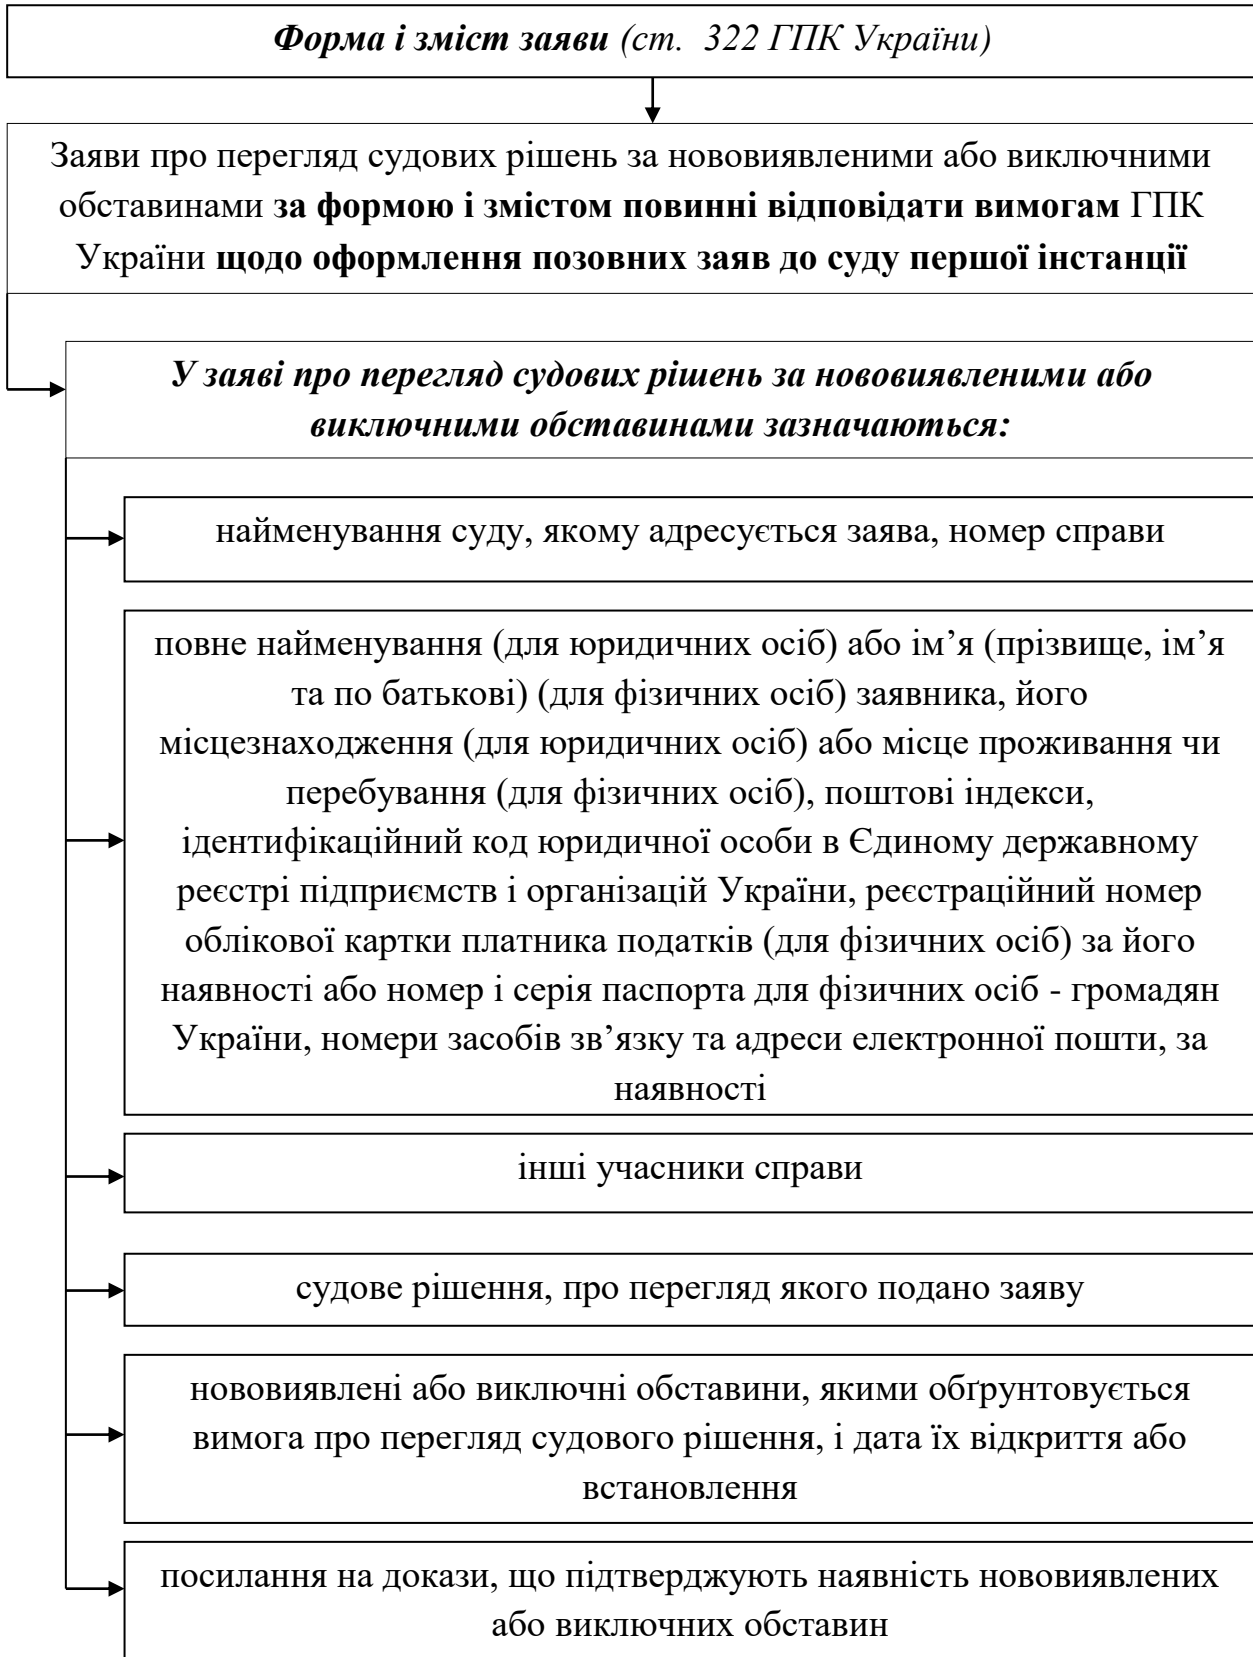 Форма і зміст заяви (ст. 322 ГПК України)
Заяви про перегляд судових рішень за нововиявленими або виключними
обставинами за формою і змістом повинні відповідати вимогам ГПК
України щодо оформлення позовних заяв до суду першої інстанції
У заяві про перегляд судових рішень за нововиявленими або
виключними обставинами зазначаються:
найменування суду, якому адресується заява, номер справи
повне найменування (для юридичних осіб) або ім’я (прізвище, ім’я
та по батькові) (для фізичних осіб) заявника, його
місцезнаходження (для юридичних осіб) або місце проживання чи
перебування (для фізичних осіб), поштові індекси,
ідентифікаційний код юридичної особи в Єдиному державному
реєстрі підприємств і організацій України, реєстраційний номер
облікової картки платника податків (для фізичних осіб) за його
наявності або номер і серія паспорта для фізичних осіб - громадян
України, номери засобів зв’язку та адреси електронної пошти, за
наявності
інші учасники справи
судове рішення, про перегляд якого подано заяву
нововиявлені або виключні обставини, якими обґрунтовується
вимога про перегляд судового рішення, і дата їх відкриття або
встановлення
посилання на докази, що підтверджують наявність нововиявлених
або виключних обставин